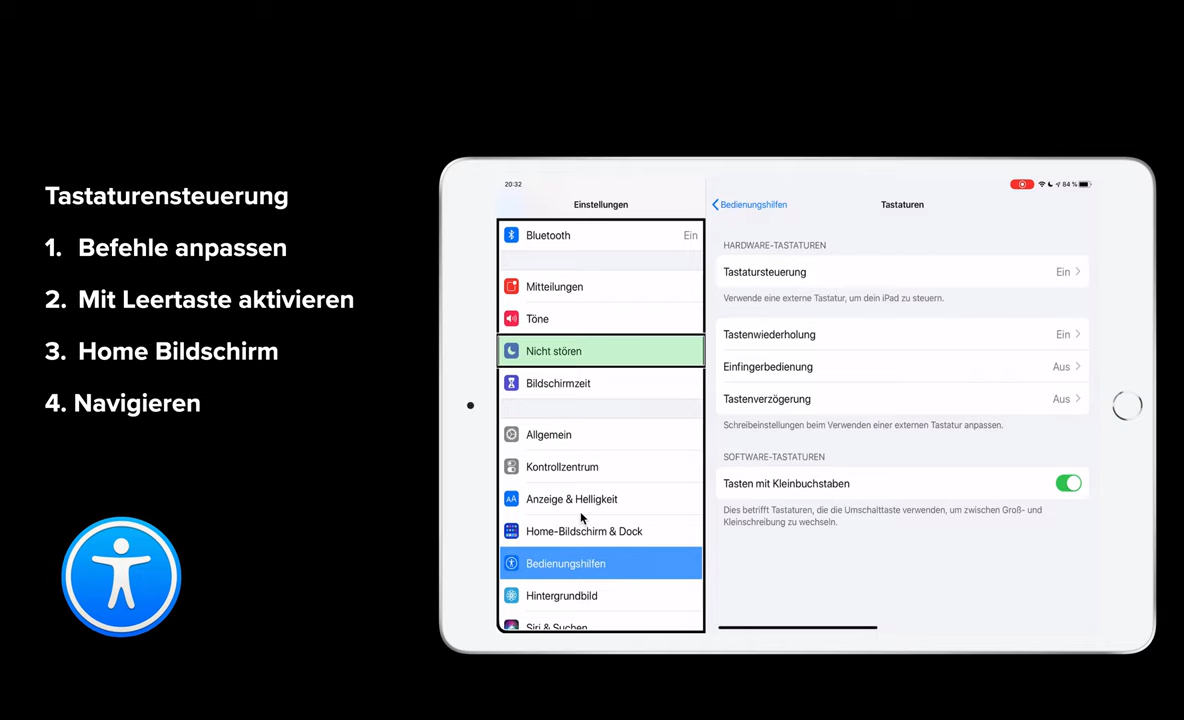 Tastaturensteuerung
1. Befehle anpassen
2. Mit Leertaste aktivieren
3. Home Bildschirm
4. Navigieren
20:32
84 %
Einstellungen
Bluetooth Ein
Mitteilungen
Töne
Nicht stören
Bildschirmzeit
Allgemein
Kontrollzentrum
AA Anzeige & Helligkeit
Home-Bildschirm & Dock
Bedienungshilfen
Hintergrundbild
Siri & Suchen
Bedienungshilfen
Tastaturen
HARDWARE-TASTATUREN
Tastatursteuerung Ein
Verwende eine externe Tastatur, um dein iPad zu steuern.
Tastenwiederholung Ein
Einfingerbedienung Aus
Tastenverzögerung Aus
Schreibeinstellungen beim Verwenden einer externen Tastatur anpassen.
SOFTWARE-TASTATUREN
Tasten mit Kleinbuchstaben
Dies betrifft Tastaturen, die die Umschalttaste verwenden, um zwischen Groß- und
Kleinschreibung zu wechseln.